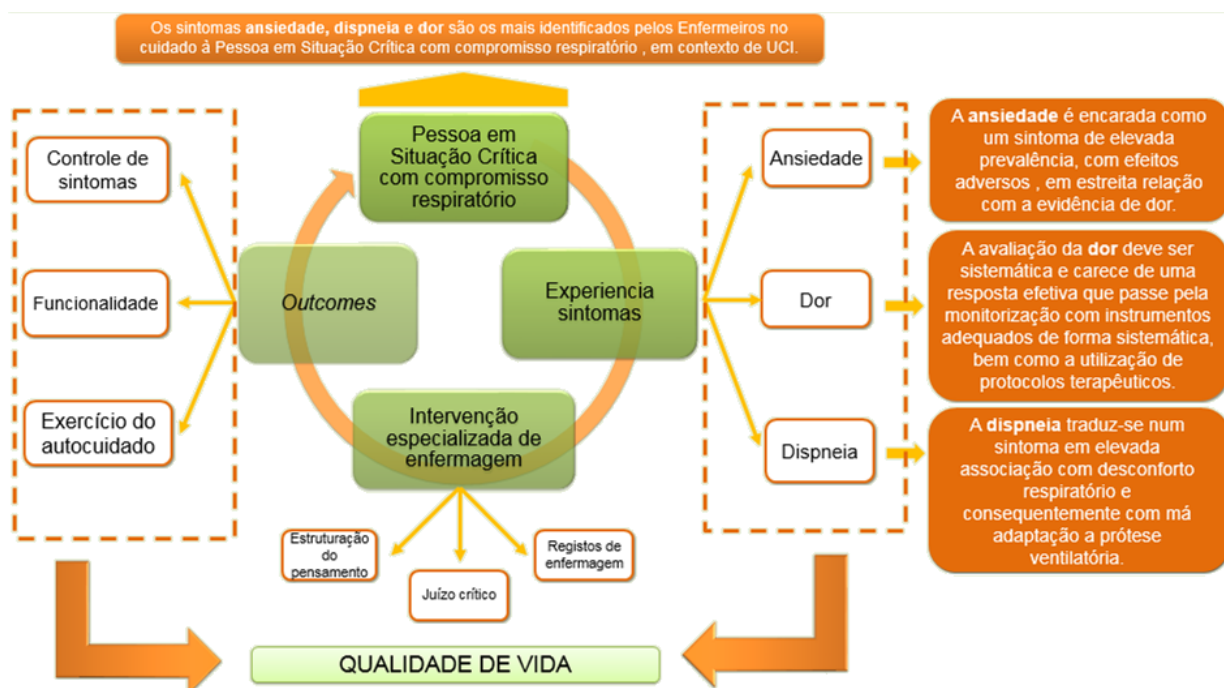 Os sintomas ansiedade, dispneia e dor são os mais identificados pelos Enfermeiros no
cuidado à Pessoa em Situação Crítica com compromisso respiratório , em contexto de UCI.
Pessoa em
Situação Crítica
com compromisso
respiratório
Controle de
sintomas
Funcionalidade
Exercício do
autocuidado
Outcomes
Experiencia
sintomas
Intervenção
especializada de
enfermagem
Estruturação
do
pensamento
Juízo crítico
Registos de
enfermagem
Ansiedade
Dor
Dispneia
A ansiedade é encarada como
um sintoma de elevada
prevalência, com efeitos
adversos , em estreita relação
com a evidência de dor.
A avaliação da dor deve ser
sistemática e carece de uma
resposta efetiva que passe pela
monitorização com instrumentos
adequados de forma sistemática,
bem como a utilização de
protocolos terapêuticos.
A dispneia traduz-se num
sintoma em elevada
associação com desconforto
respiratório e
consequentemente com má
adaptação a prótese
ventilatória.
QUALIDADE DE VIDA